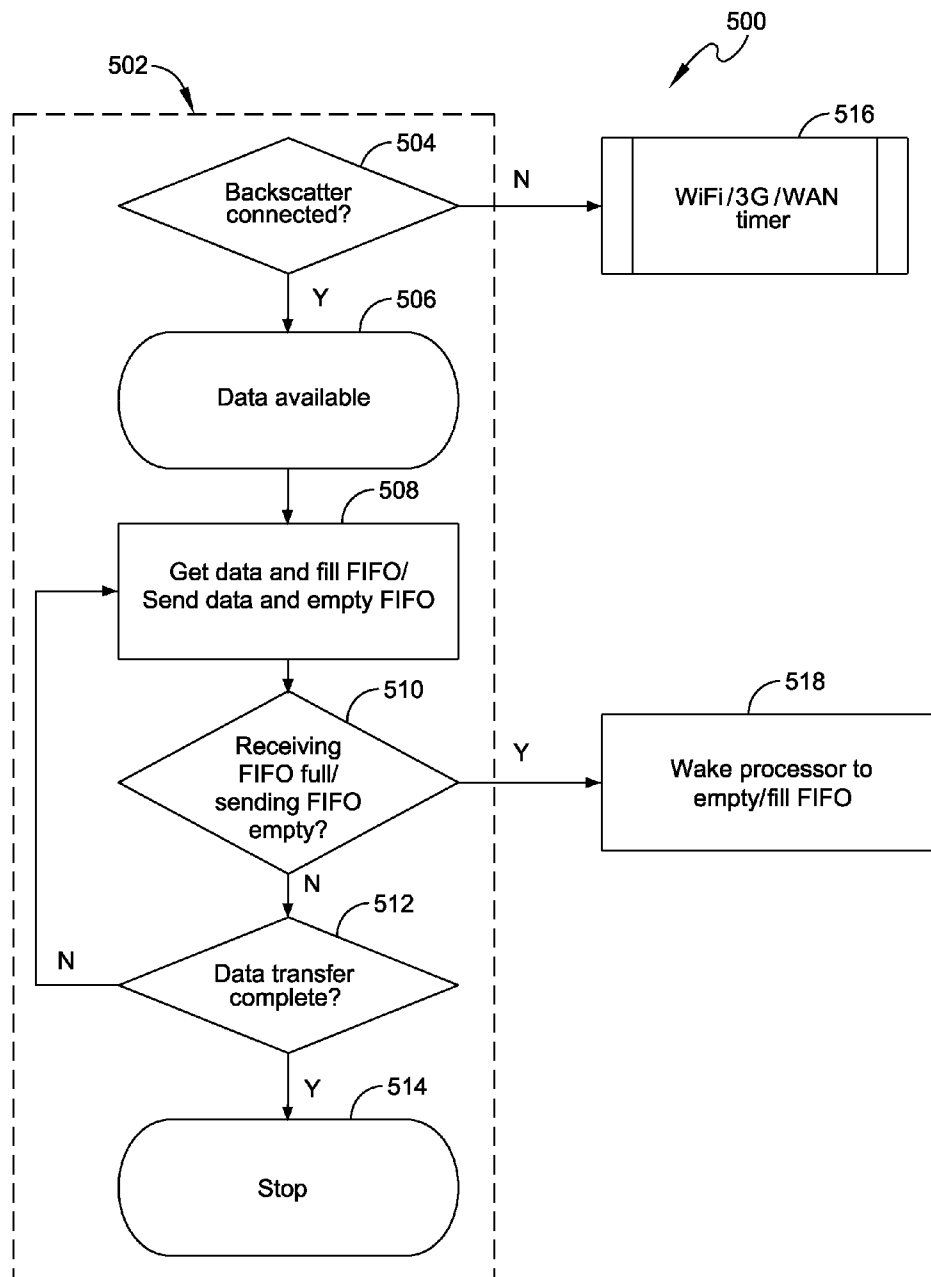 500
502
504
516
Backscatter
connected?
N
WiFi/3G/WAN
timer
Y
506
Data available
508
Get data and fill FIFO/
Send data and empty FIFO
510
518
Receiving
FIFO full/
sending FIFO
empty?
Y
Wake processor to
empty/fill FIFO
N
512
N
Data transfer
complete?
Y
514
Stop